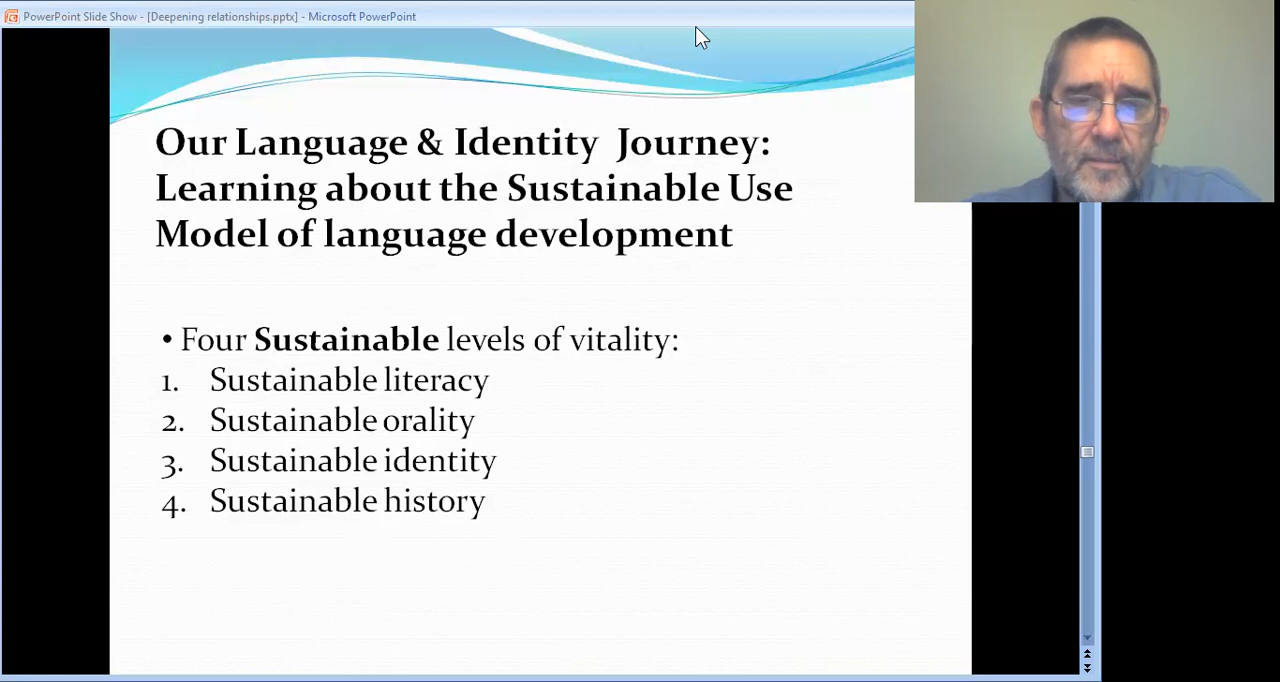 PowerPoint Slide Show - [Deepening relationships.pptx] - Microsoft PowerPoint
Our Language & Identity Journey:
Learning about the Sustainable Use
Model of language development
• Four Sustainable levels of vitality:
1. Sustainable literacy
2. Sustainable orality
3. Sustainable identity
4. Sustainable history